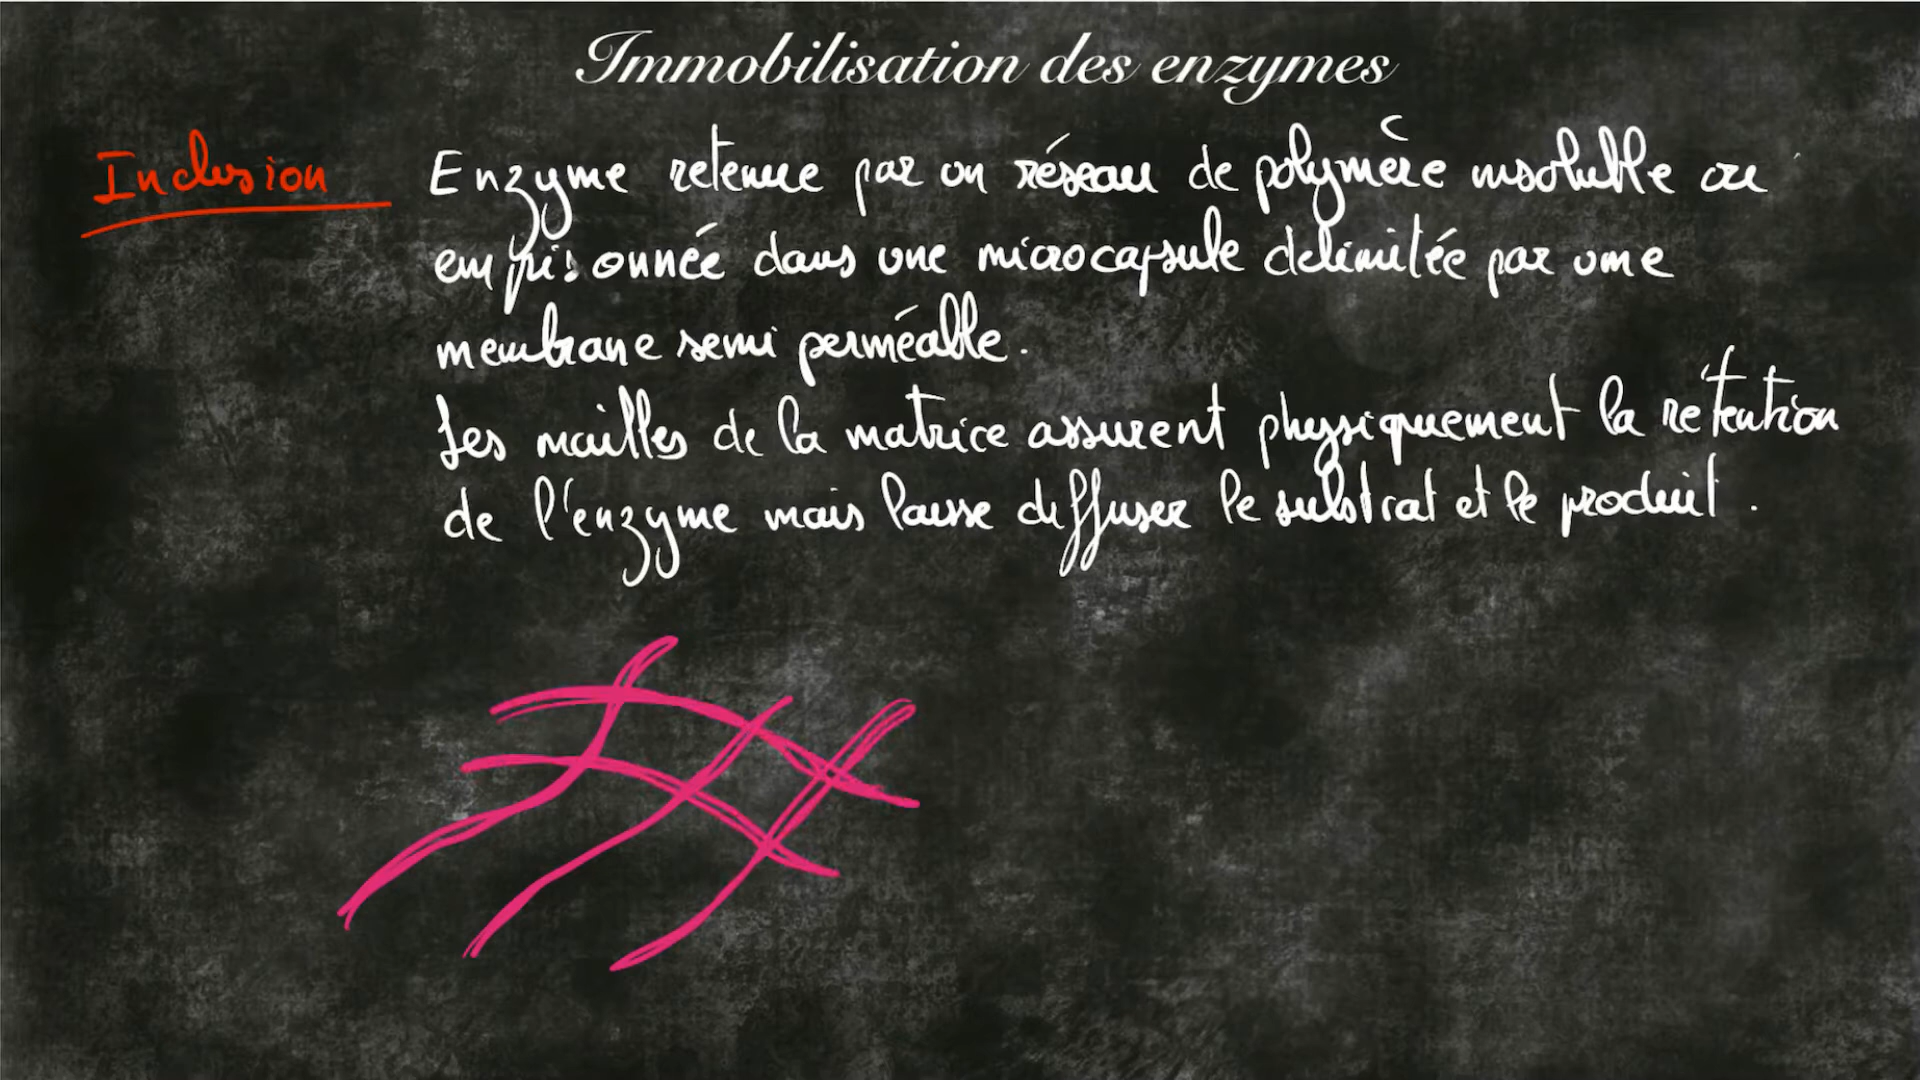 Immobilisation des enzymes
Inclusion
Enzyme retenue par un réseau de polymère insoluble ou
emprisonnée dans une microcapsule délimitée par une
membrane semi perméable.
Les mailles de la matrice assurent physiquement la rétention
de l'enzyme mais laisse diffuser le substrat et le produit.